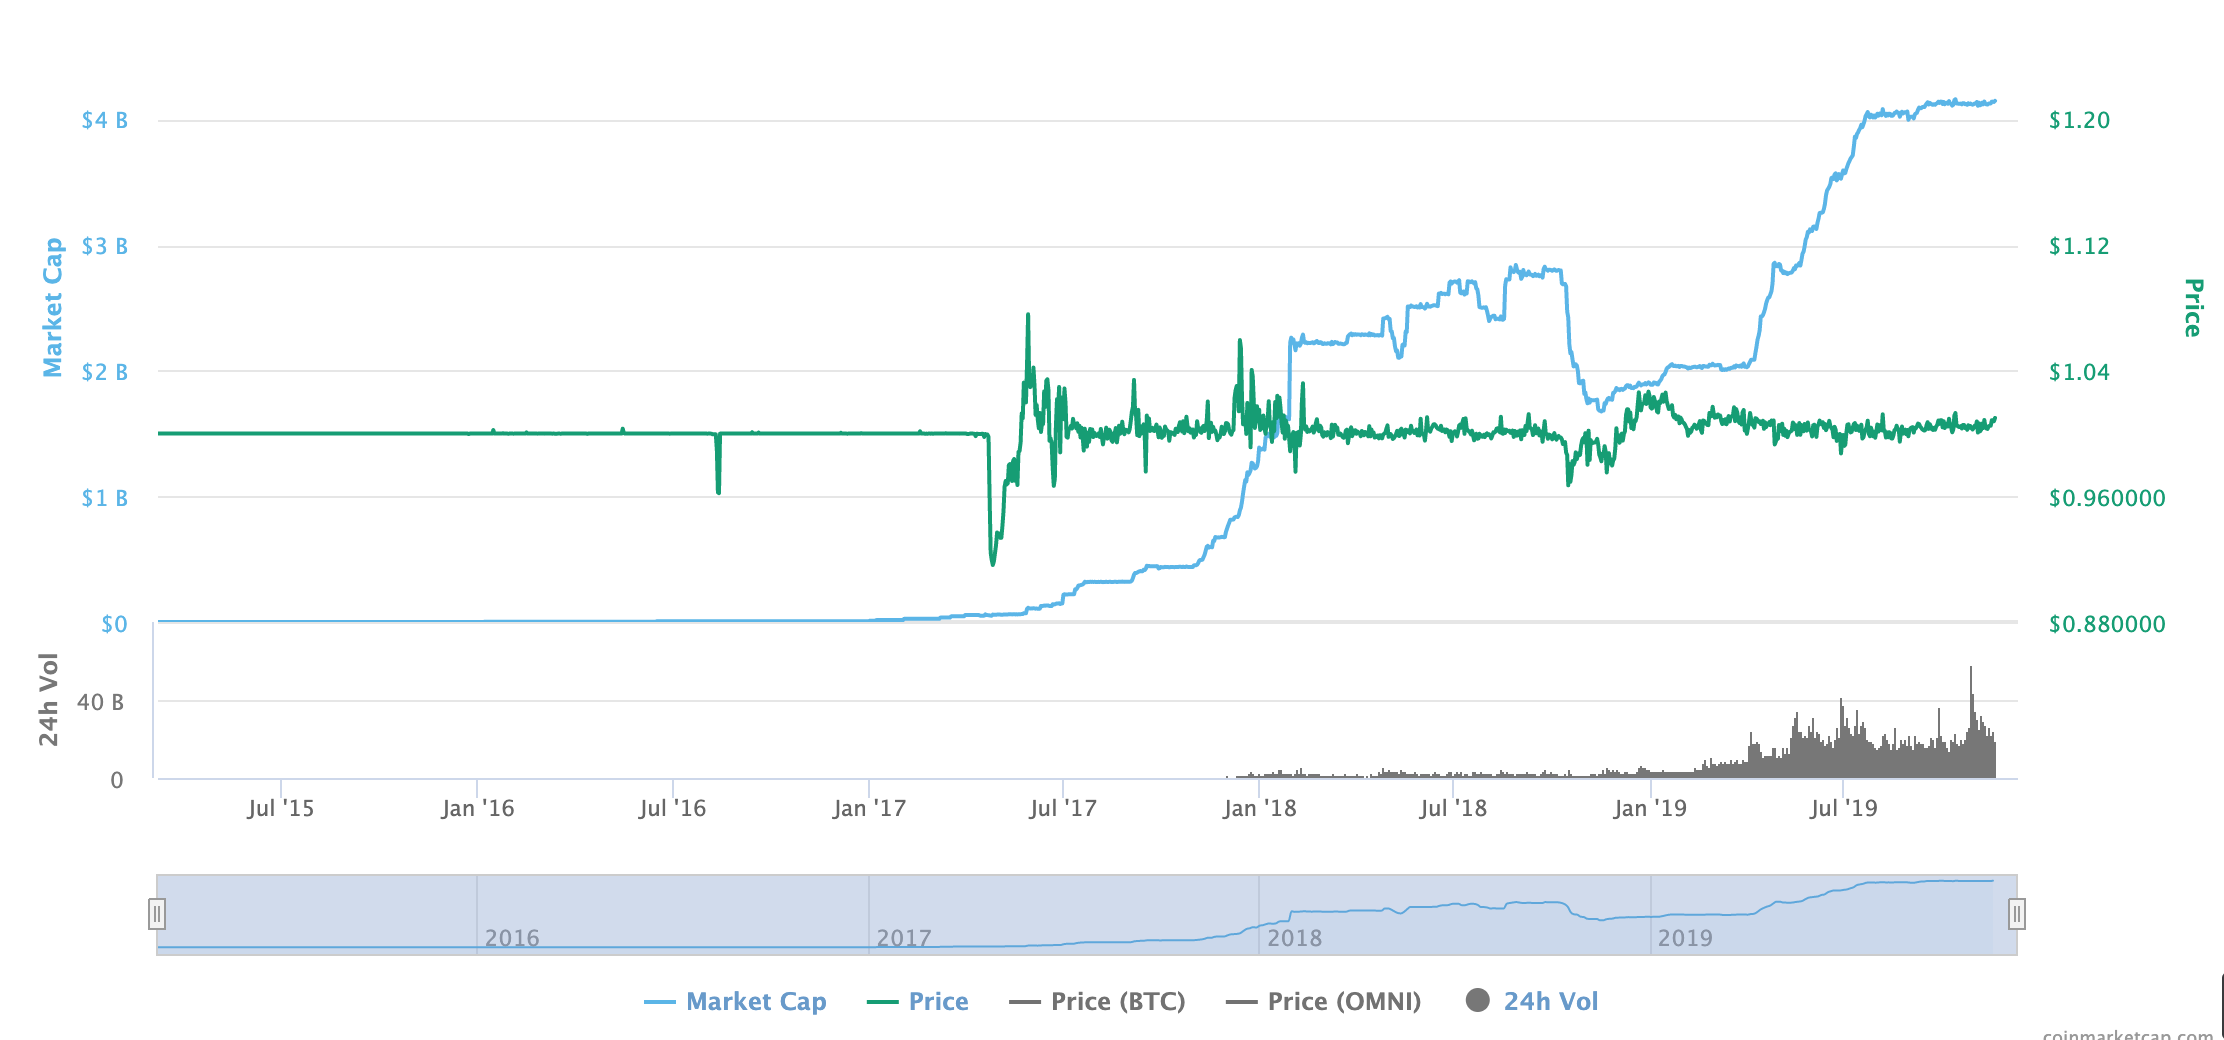 $4 B
$1.20
$3 B
$1.12
Market Cap
Price
$2 B
$1.04
$1 B
$0.960000
$0
$0.880000
24h Vol
40 B
0
Jul '15
Jan '16
Jul '16
Jan '17
Jul '17
Jan '18
Jul '18
Jan '19
Jul '19
2016
2017
2018
2019
Market Cap
Price
Price (BTC)
Price (OMNI)
24h Vol
coinmarketcap.com